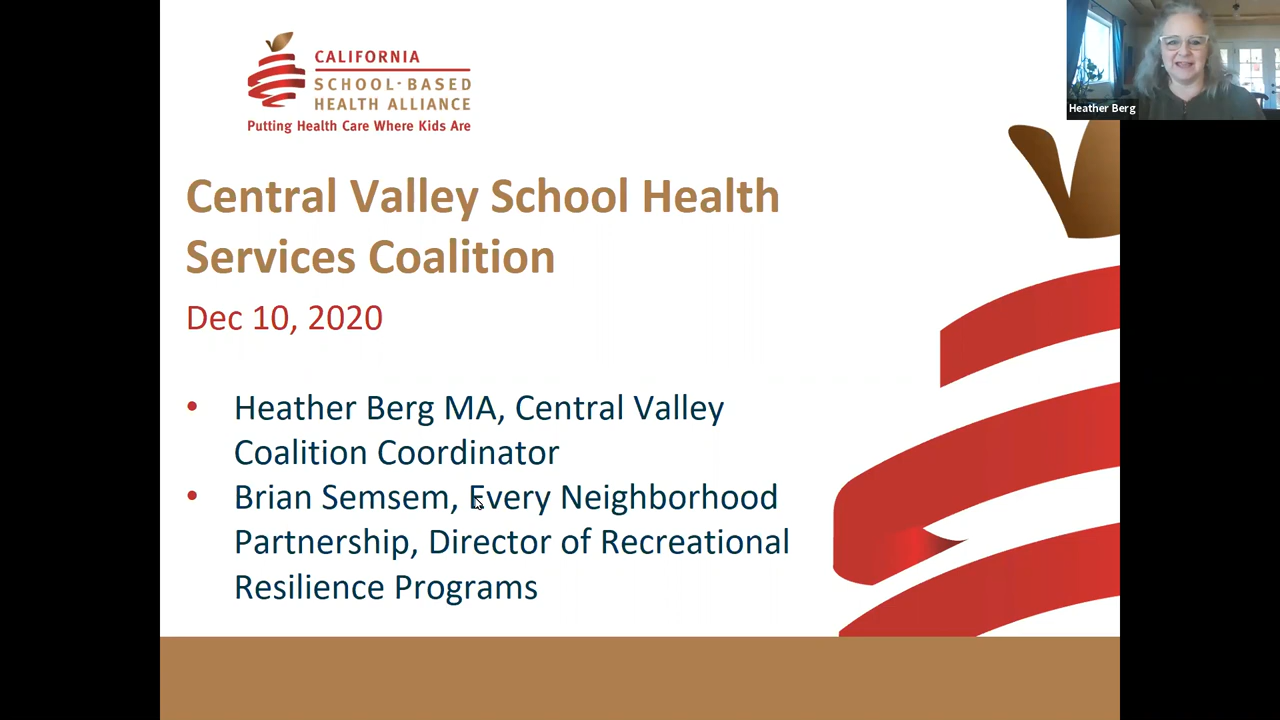 CALIFORNIA
SCHOOL-BASED
HEALTH ALLIANCE
Putting Health Care Where Kids Are
Heather Berg
Central Valley School Health
Services Coalition
Dec 10, 2020
• Heather Berg MA, Central Valley
Coalition Coordinator
• Brian Semsem, Every Neighborhood
Partnership, Director of Recreational
Resilience Programs